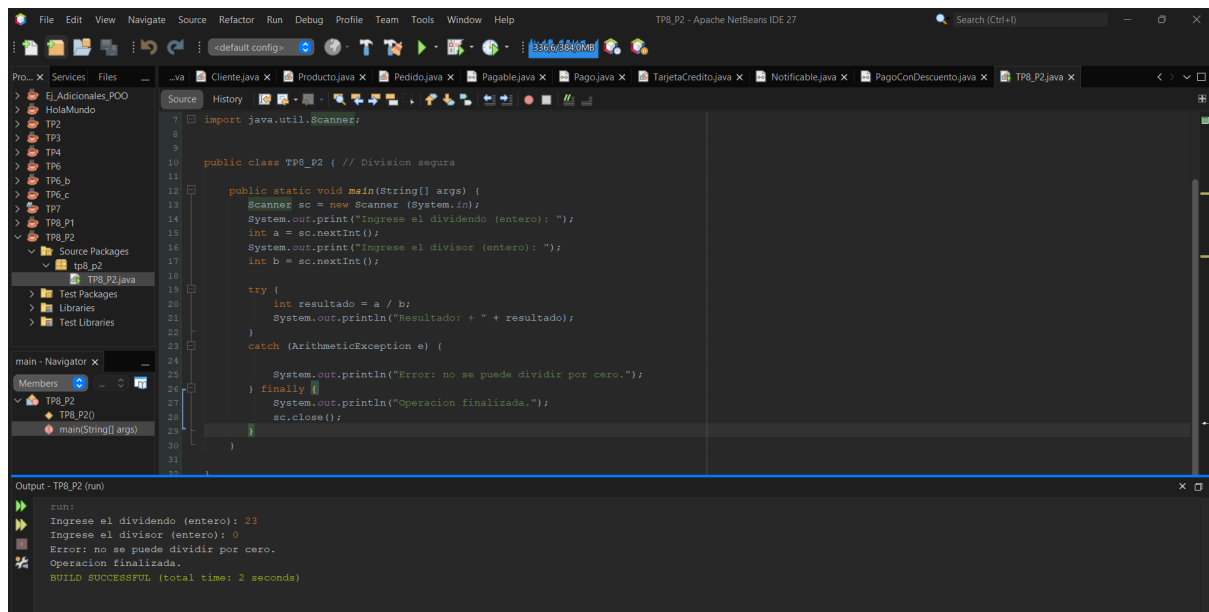 File Edit View Navigate Source Refactor Run Debug Profile Team Tools Window Help TP8_P2 - Apache NetBeans IDE 27 Search (Ctrl+I)
<default config> 336,6/384,0MB
Pro... Services Files ...va Cliente.java Producto.java Pedido.java Pagable.java Pago.java TarjetaCredito.java Notificable.java PagoConDescuento.java TP8_P2.java
Source History
Ej_Adicionales_POO
HolaMundo
TP2
TP3
TP4
TP6
TP6_b
TP6_c
TP7
TP8_P1
TP8_P2
Source Packages
tp8_p2
TP8_P2.java
Test Packages
Libraries
Test Libraries
main - Navigator
Members
TP8_P2
TP8_P2()
main(String[] args)
7 import java.util.Scanner;
8
9
10 public class TP8_P2 { // Division segura
11
12 public static void main(String[] args) {
13 Scanner sc = new Scanner (System.in);
14 System.out.print("Ingrese el dividendo (entero): ");
15 int a = sc.nextInt();
16 System.out.print("Ingrese el divisor (entero): ");
17 int b = sc.nextInt();
18
19 try {
20 int resultado = a / b;
21 System.out.println("Resultado: + " + resultado);
22 }
23 catch (ArithmeticException e) {
24
25 System.out.println("Error: no se puede dividir por cero.");
26 } finally {
27 System.out.println("Operacion finalizada.");
28 sc.close();
29 }
30 }
31
32 }
Output - TP8_P2 (run)
run:
Ingrese el dividendo (entero): 23
Ingrese el divisor (entero): 0
Error: no se puede dividir por cero.
Operacion finalizada.
BUILD SUCCESSFUL (total time: 2 seconds)